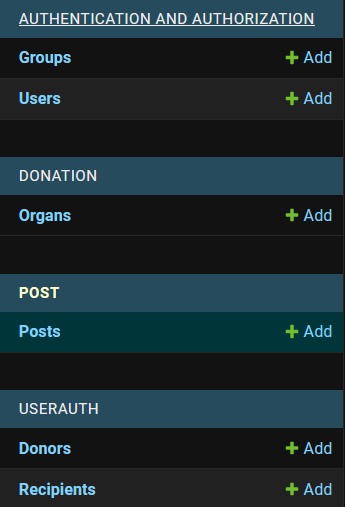 AUTHENTICATION AND AUTHORIZATION
Groups Add
Users Add
DONATION
Organs Add
POST
Posts Add
USERAUTH
Donors Add
Recipients Add